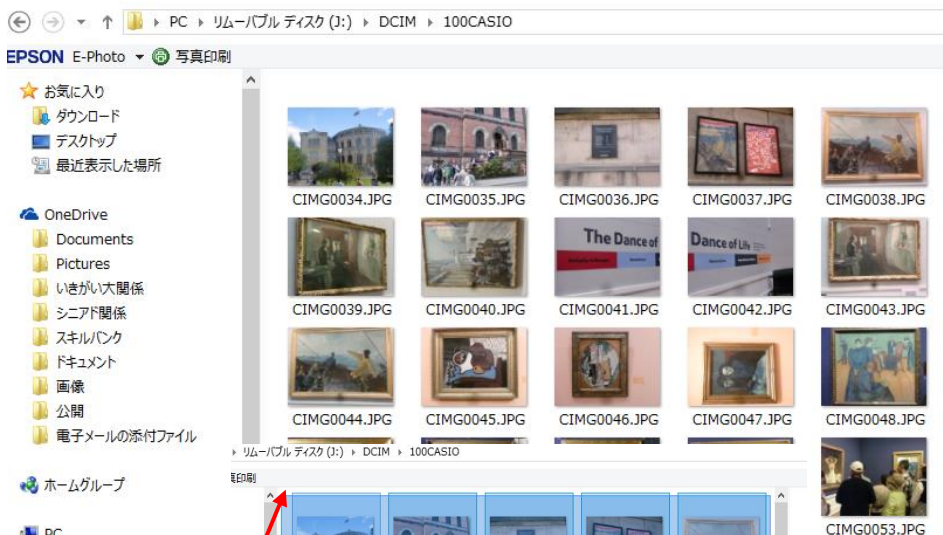 PC リムーバブル ディスク (J:) DCIM 100CASIO
EPSON E-Photo 写真印刷
お気に入り
ダウンロード
デスクトップ
最近表示した場所
OneDrive
Documents
Pictures
いきがい大関係
シニアド関係
スキルバンク
ドキュメント
画像
公開
電子メールの添付ファイル
ホームグループ
PC
CIMG0034.JPG CIMG0035.JPG CIMG0036.JPG CIMG0037.JPG CIMG0038.JPG
The Dance of
Dance of Life
CIMG0039.JPG CIMG0040.JPG CIMG0041.JPG CIMG0042.JPG CIMG0043.JPG
CIMG0044.JPG CIMG0045.JPG CIMG0046.JPG CIMG0047.JPG CIMG0048.JPG
リムーバブル ディスク (J:) DCIM 100CASIO
真印刷
CIMG0053.JPG